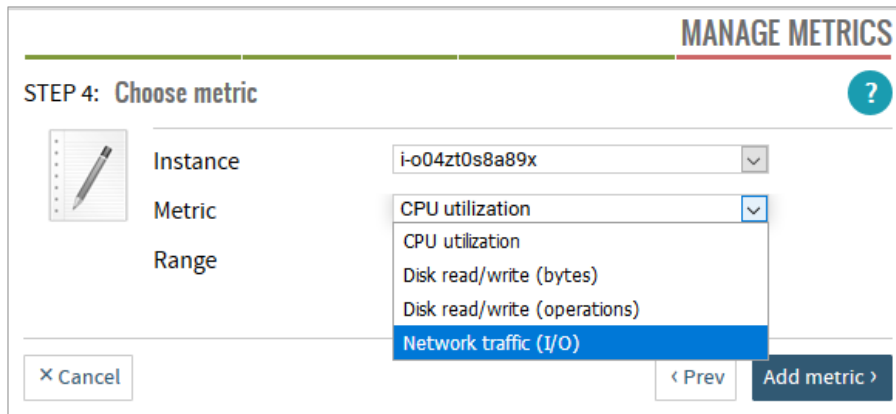 MANAGE METRICS
STEP 4: Choose metric
?
Instance i-o04zt0s8a89x
Metric CPU utilization
CPU utilization
Range
Disk read/write (bytes)
Disk read/write (operations)
Network traffic (I/O)
× Cancel ‹ Prev Add metric ›